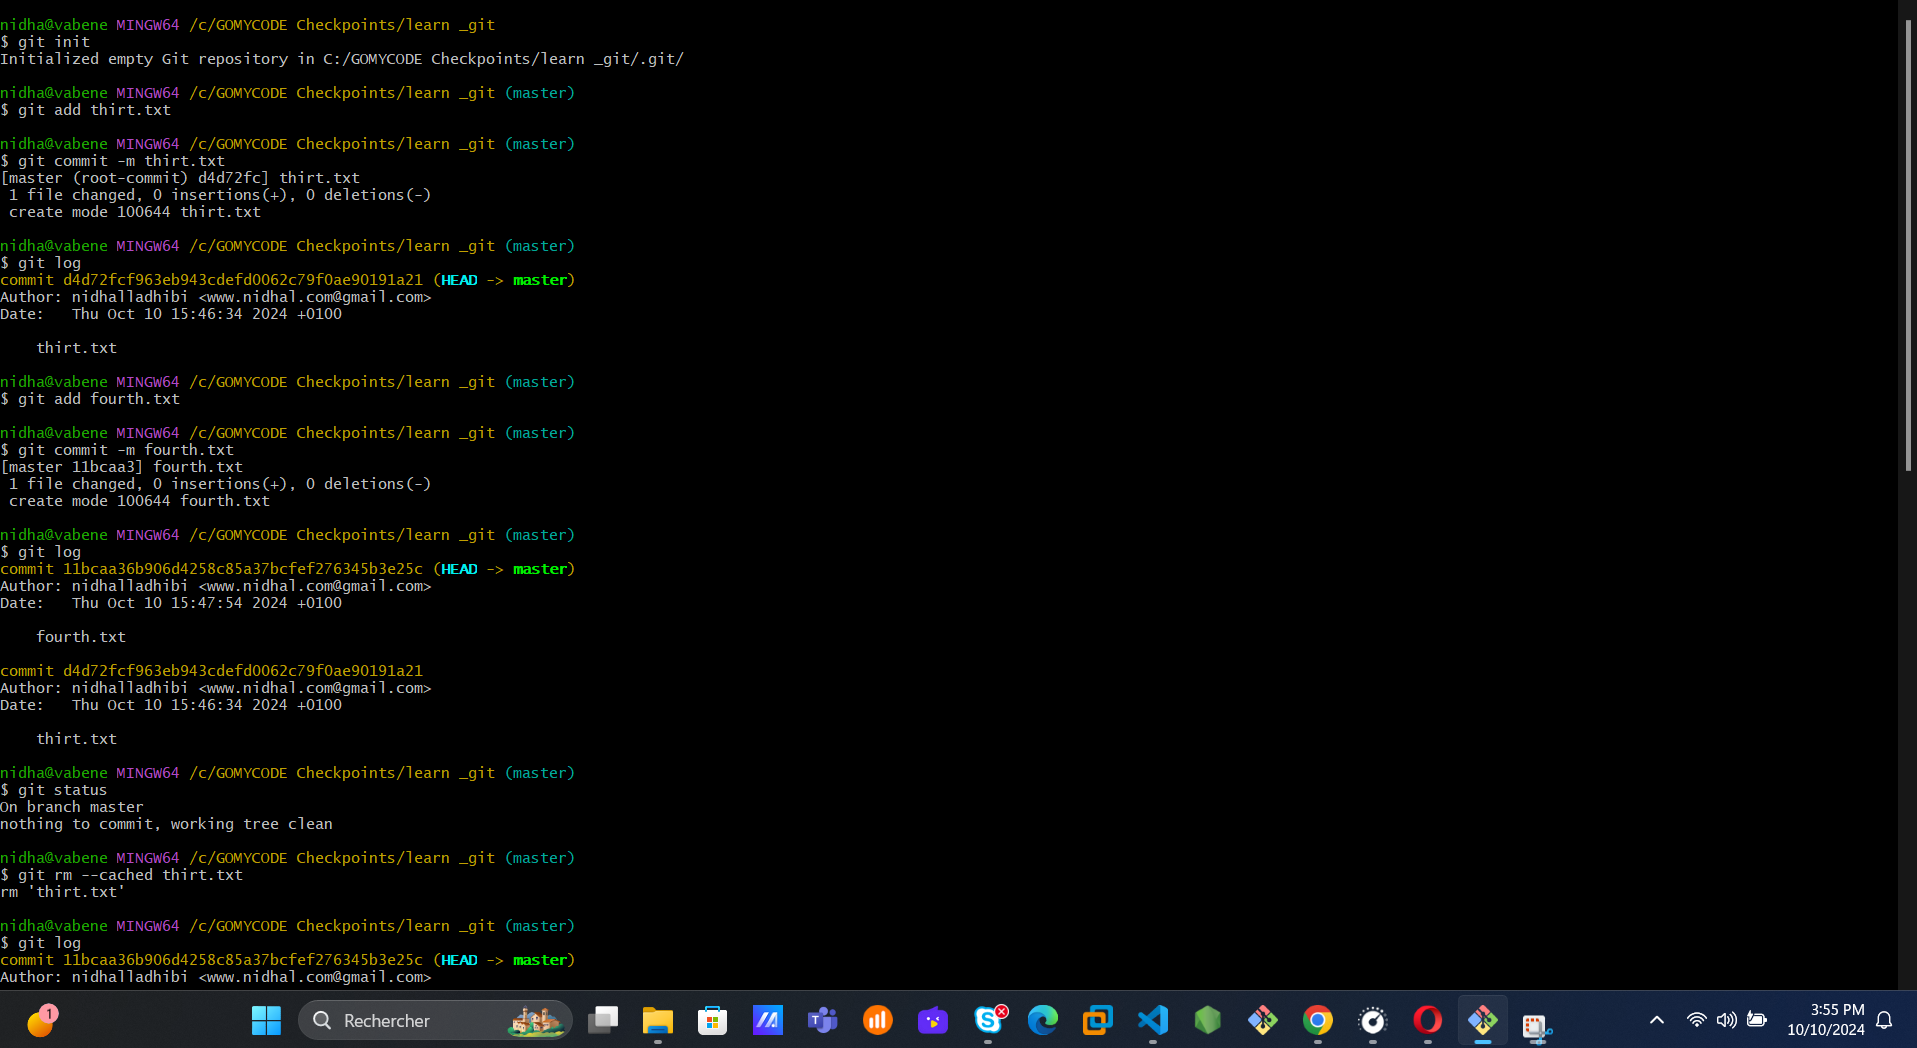 nidha@vabene MINGW64 /c/GOMYCODE Checkpoints/learn _git
$ git init
Initialized empty Git repository in C:/GOMYCODE Checkpoints/learn _git/.git/
nidha@vabene MINGW64 /c/GOMYCODE Checkpoints/learn _git (master)
$ git add thirt.txt
nidha@vabene MINGW64 /c/GOMYCODE Checkpoints/learn _git (master)
$ git commit -m thirt.txt
[master (root-commit) d4d72fc] thirt.txt
1 file changed, 0 insertions(+), 0 deletions(-)
create mode 100644 thirt.txt
nidha@vabene MINGW64 /c/GOMYCODE Checkpoints/learn _git (master)
$ git log
commit d4d72fcf963eb943cdefd0062c79f0ae90191a21 (HEAD -> master)
Author: nidhalladhibi <www.nidhal.com@gmail.com>
Date:   Thu Oct 10 15:46:34 2024 +0100
thirt.txt
nidha@vabene MINGW64 /c/GOMYCODE Checkpoints/learn _git (master)
$ git add fourth.txt
nidha@vabene MINGW64 /c/GOMYCODE Checkpoints/learn _git (master)
$ git commit -m fourth.txt
[master 11bcaa3] fourth.txt
1 file changed, 0 insertions(+), 0 deletions(-)
create mode 100644 fourth.txt
nidha@vabene MINGW64 /c/GOMYCODE Checkpoints/learn _git (master)
$ git log
commit 11bcaa36b906d4258c85a37bcfef276345b3e25c (HEAD -> master)
Author: nidhalladhibi <www.nidhal.com@gmail.com>
Date:   Thu Oct 10 15:47:54 2024 +0100
fourth.txt
commit d4d72fcf963eb943cdefd0062c79f0ae90191a21
Author: nidhalladhibi <www.nidhal.com@gmail.com>
Date:   Thu Oct 10 15:46:34 2024 +0100
thirt.txt
nidha@vabene MINGW64 /c/GOMYCODE Checkpoints/learn _git (master)
$ git status
On branch master
nothing to commit, working tree clean
nidha@vabene MINGW64 /c/GOMYCODE Checkpoints/learn _git (master)
$ git rm --cached thirt.txt
rm 'thirt.txt'
nidha@vabene MINGW64 /c/GOMYCODE Checkpoints/learn _git (master)
$ git log
commit 11bcaa36b906d4258c85a37bcfef276345b3e25c (HEAD -> master)
Author: nidhalladhibi <www.nidhal.com@gmail.com>
1
Rechercher
3:55 PM
10/10/2024